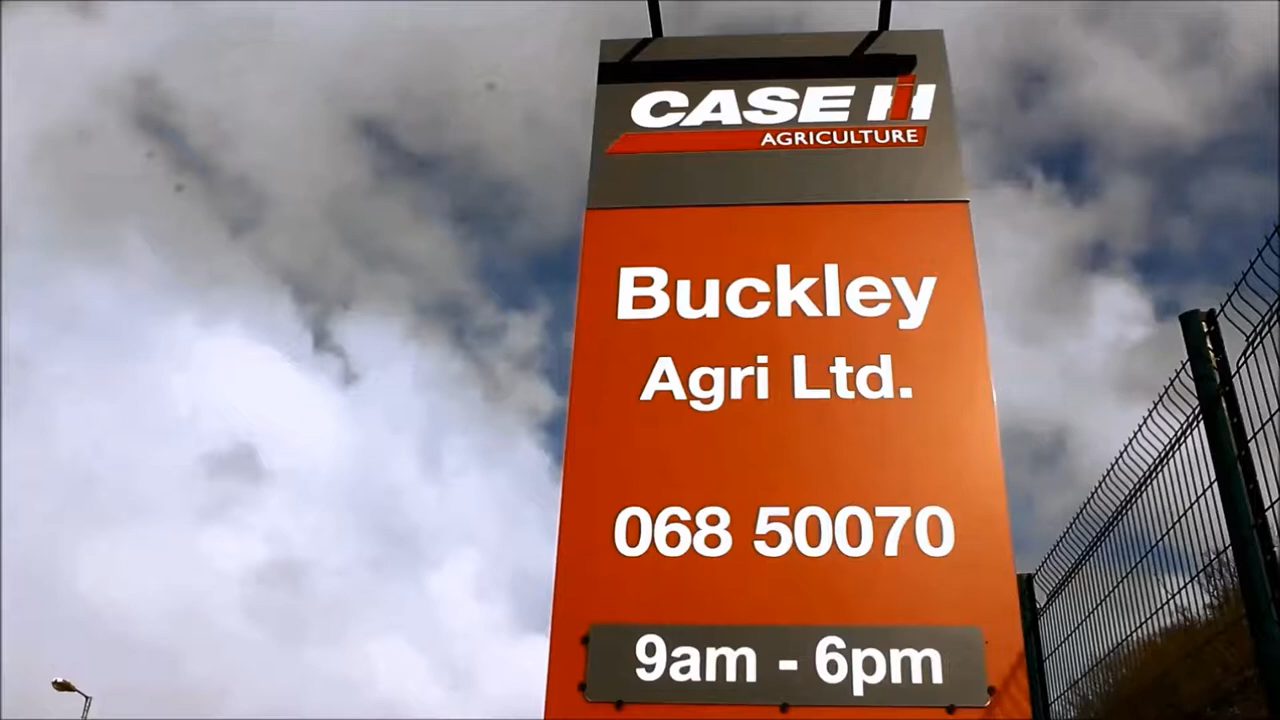 CASE IH
AGRICULTURE
Buckley
Agri Ltd.
068 50070
9am - 6pm